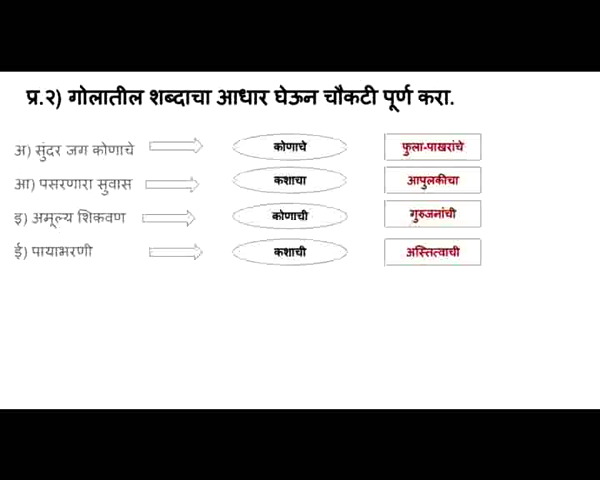 प्र.२) गोलातील शब्दाचा आधार घेऊन चौकटी पूर्ण करा.
अ) सुंदर जग कोणाचे कोणाचे फुला-पाखरांचे
आ) पसरणारा सुवास कशाचा आपुलकीचा
इ) अमूल्य शिकवण कोणाची गुरुजनांची
ई) पायाभरणी कशाची अस्तित्वाची